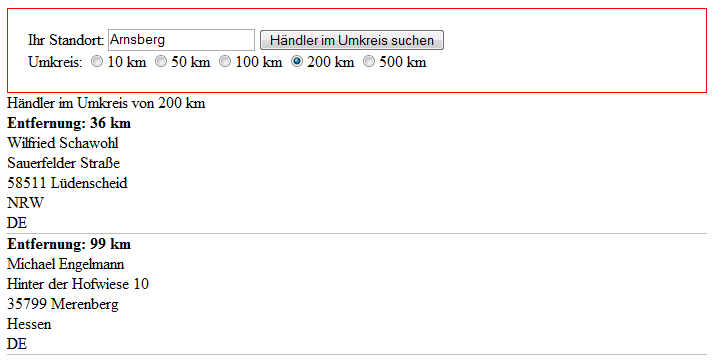 Ihr Standort: Arnsberg Händler im Umkreis suchen
Umkreis: 10 km 50 km 100 km 200 km 500 km
Händler im Umkreis von 200 km
Entfernung: 36 km
Wilfried Schawohl
Sauerfelder Straße
58511 Lüdenscheid
NRW
DE
Entfernung: 99 km
Michael Engelmann
Hinter der Hofwiese 10
35799 Merenberg
Hessen
DE